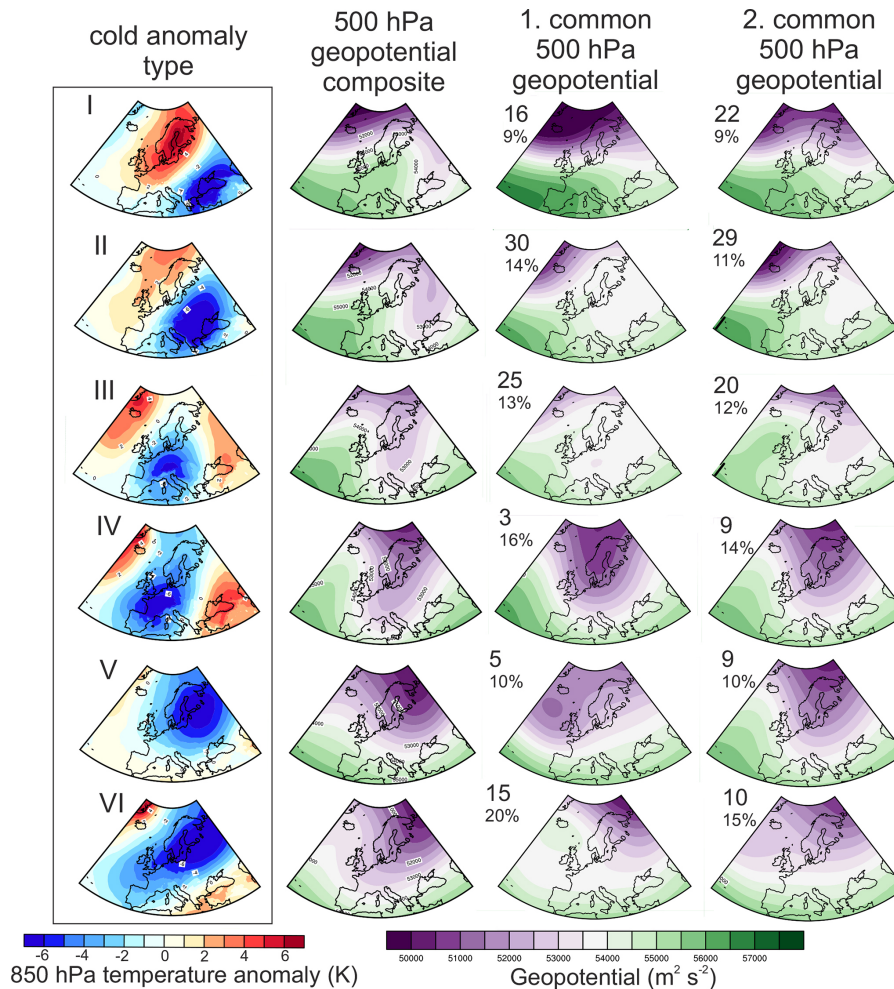 cold anomaly
type
500 hPa
geopotential
composite
1. common
500 hPa
geopotential
2. common
500 hPa
geopotential
I
16
9%
22
9%
II
30
14%
29
11%
III
25
13%
20
12%
IV
3
16%
9
14%
V
5
10%
9
10%
VI
15
20%
10
15%
-6 -4 -2 0 2 4 6
850 hPa temperature anomaly (K)
50000 51000 52000 53000 54000 55000 56000 57000
Geopotential (m² s⁻²)